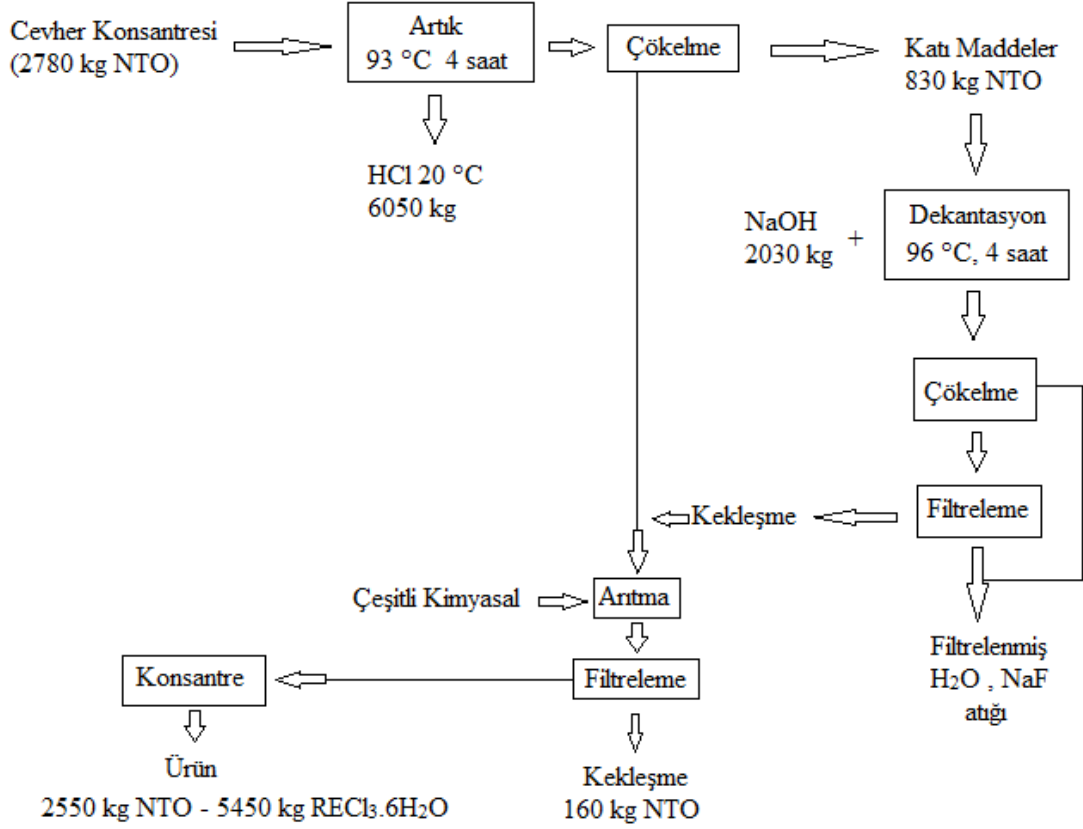 Cevher Konsantresi
(2780 kg NTO)
Artık
93 °C 4 saat
Çökelme
Katı Maddeler
830 kg NTO
HCl 20 °C
6050 kg
NaOH
2030 kg
+
Dekantasyon
96 °C, 4 saat
Çökelme
Filtreleme
Kekleşme
Çeşitli Kimyasal
Arıtma
Filtrelenmiş
H₂O , NaF
atığı
Konsantre
Filtreleme
Ürün
2550 kg NTO - 5450 kg RECl₃.6H₂O
Kekleşme
160 kg NTO